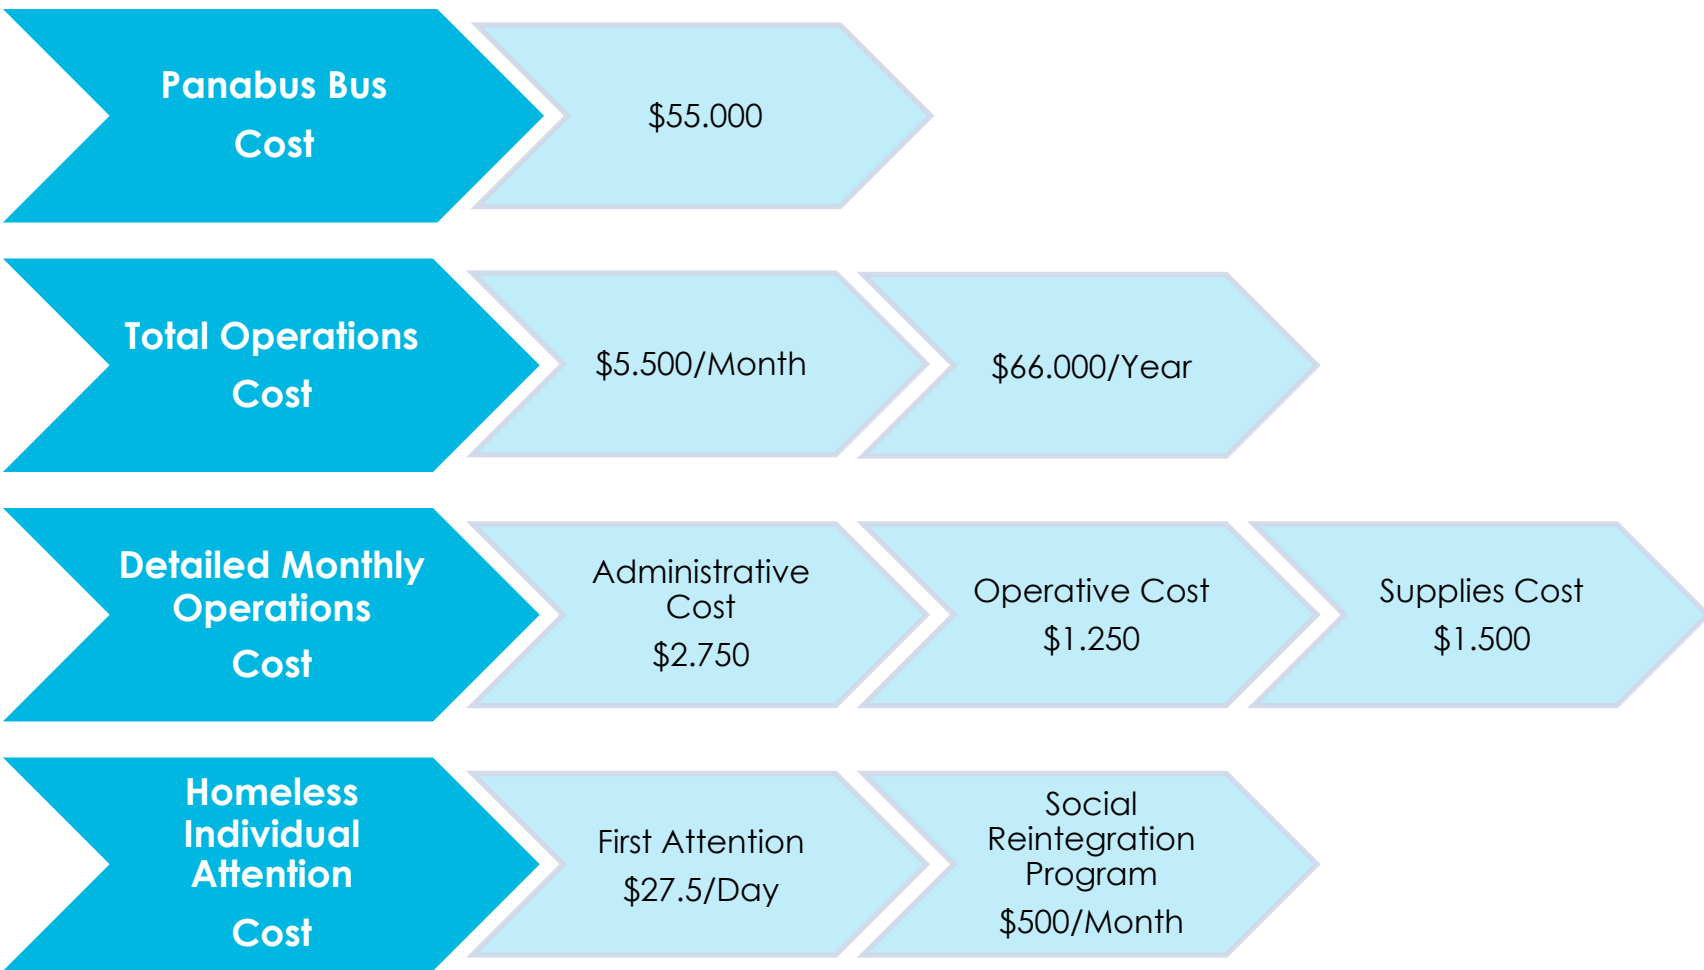 Panabus Bus
Cost
$55.000
Total Operations
Cost
$5.500/Month
$66.000/Year
Detailed Monthly
Operations
Cost
Administrative
Cost
$2.750
Operative Cost
$1.250
Supplies Cost
$1.500
Homeless
Individual
Attention
Cost
First Attention
$27.5/Day
Social
Reintegration
Program
$500/Month